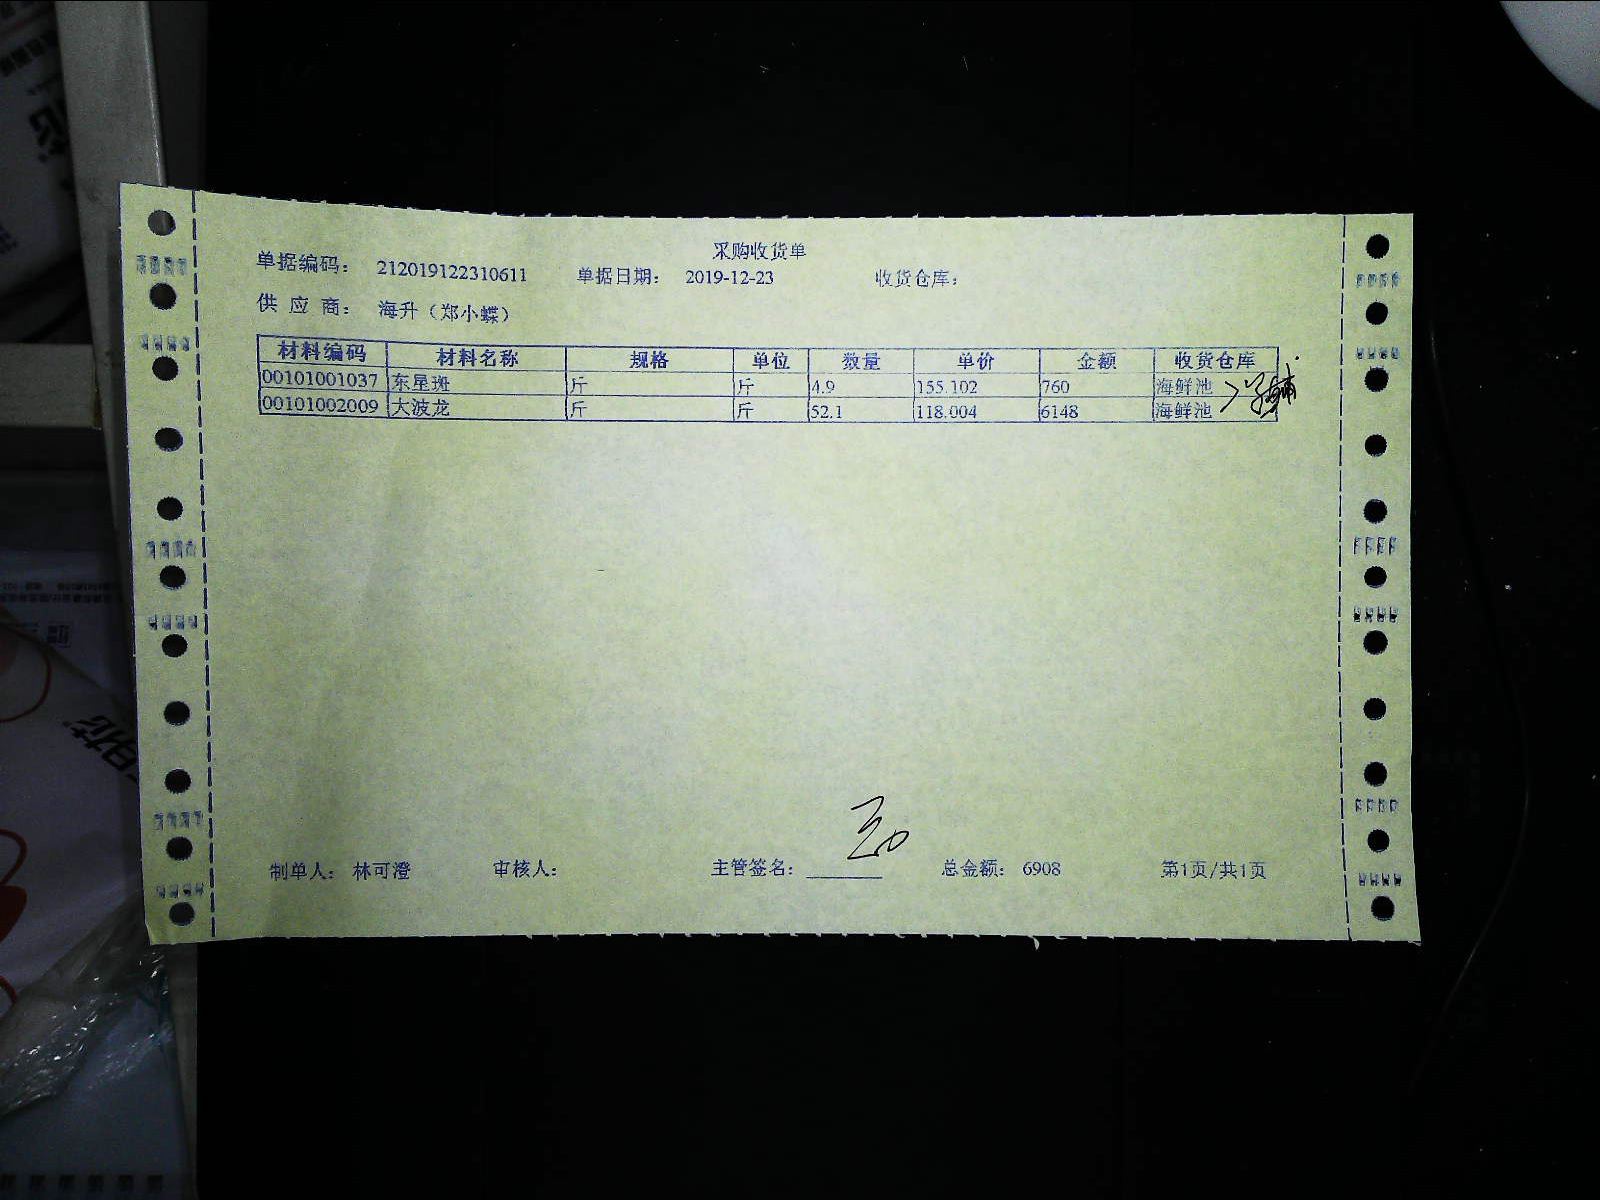 采购收货单
单据编码： 212019122310611 单据日期： 2019-12-23 收货仓库：
供 应 商： 海升（郑小蝶）
材料编码 材料名称 规格 单位 数量 单价 金额 收货仓库
00101001037 东星斑 斤 斤 4.9 155.102 760 海鲜池
00101002009 大波龙 斤 斤 52.1 118.004 6148 海鲜池
制单人： 林可澄 审核人： 主管签名： 总金额： 6908 第1页/共1页